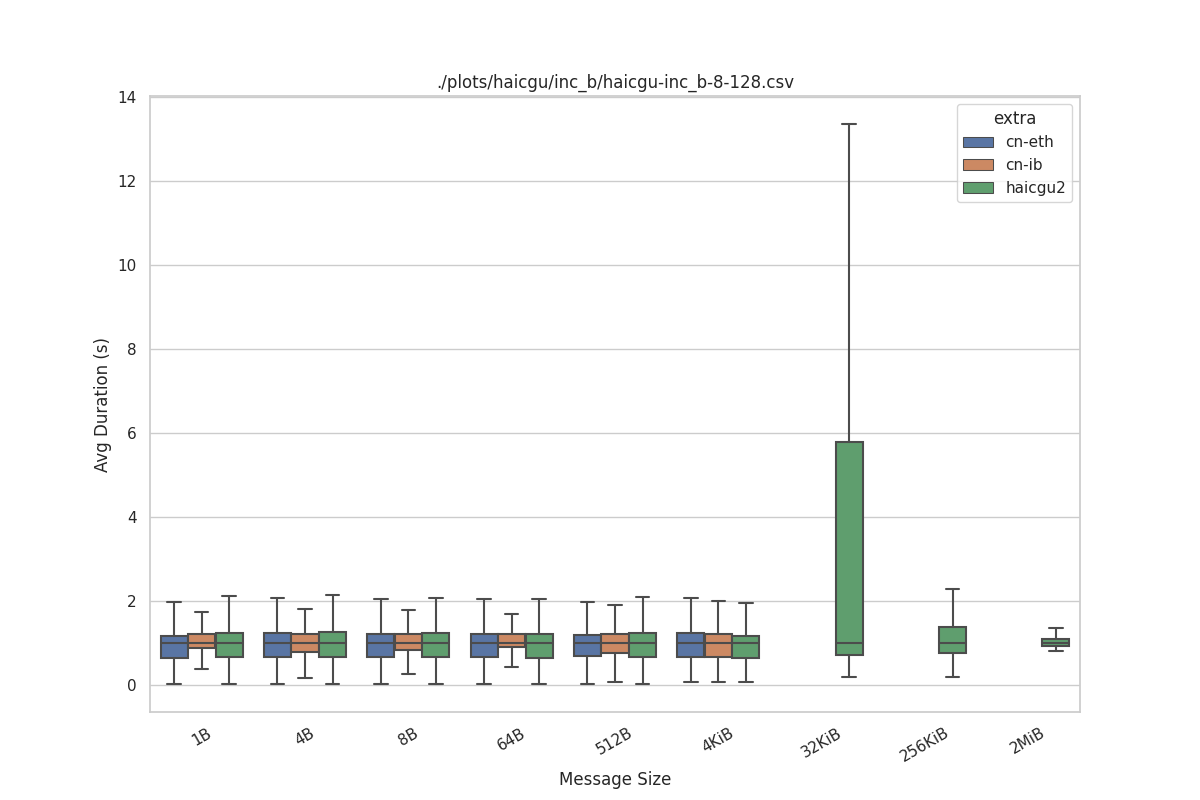 ./plots/haicgu/inc_b/haicgu-inc_b-8-128.csv
14
12
10
8
6
4
2
0
Avg Duration (s)
extra
cn-eth
cn-ib
haicgu2
1B
4B
8B
64B
512B
4KiB
32KiB
256KiB
2MiB
Message Size